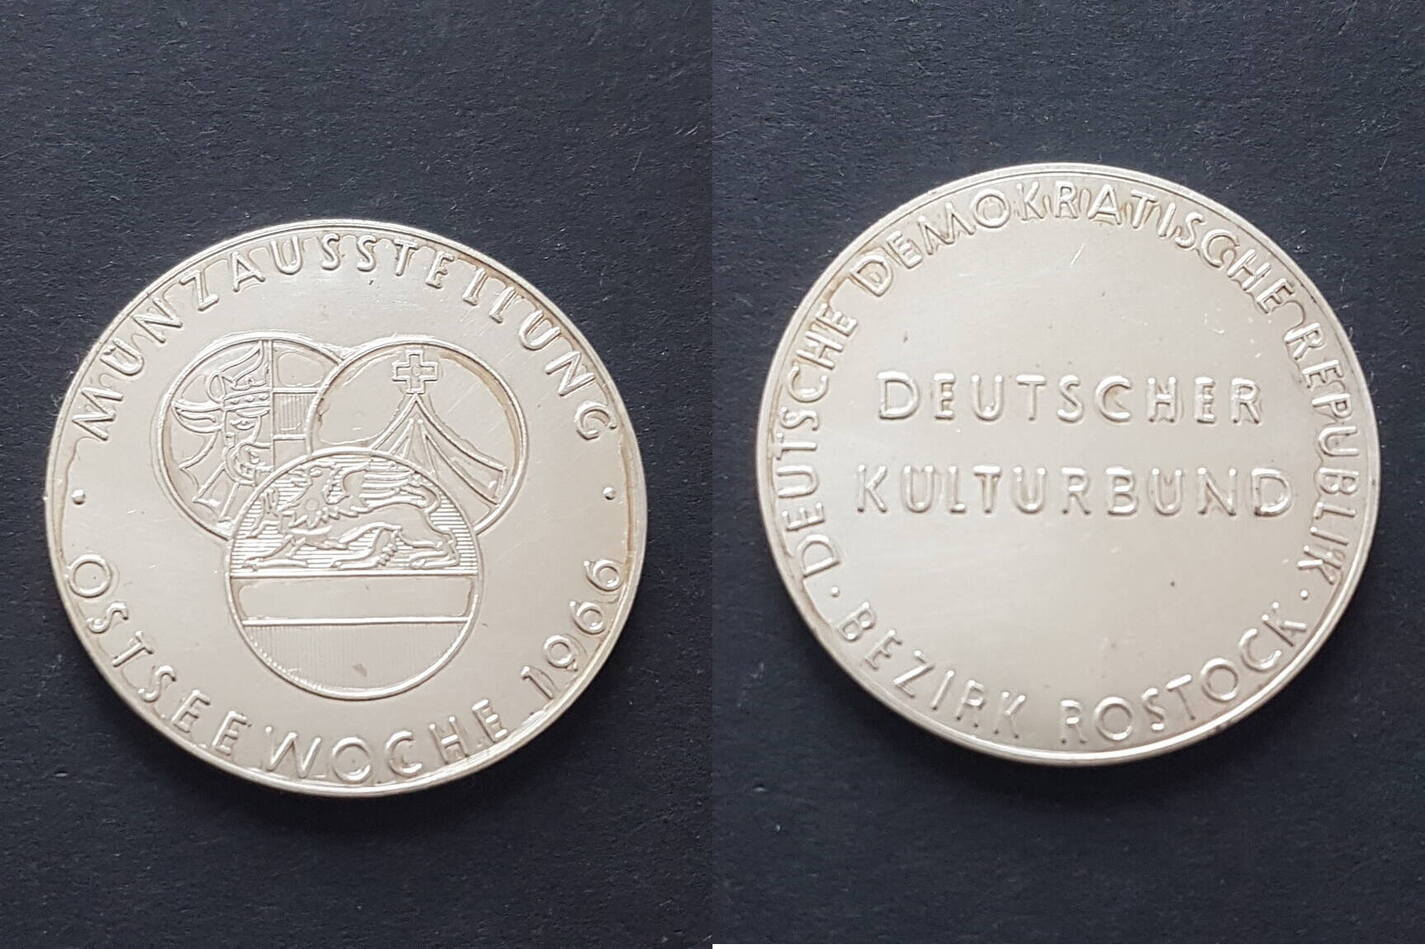 MÜNZAUSSTELLUNG
OSTSEEWOCHE 1966
DEUTSCHE DEMOKRATISCHE REPUBLIK
DEUTSCHER
KULTURBUND
BEZIRK ROSTOCK